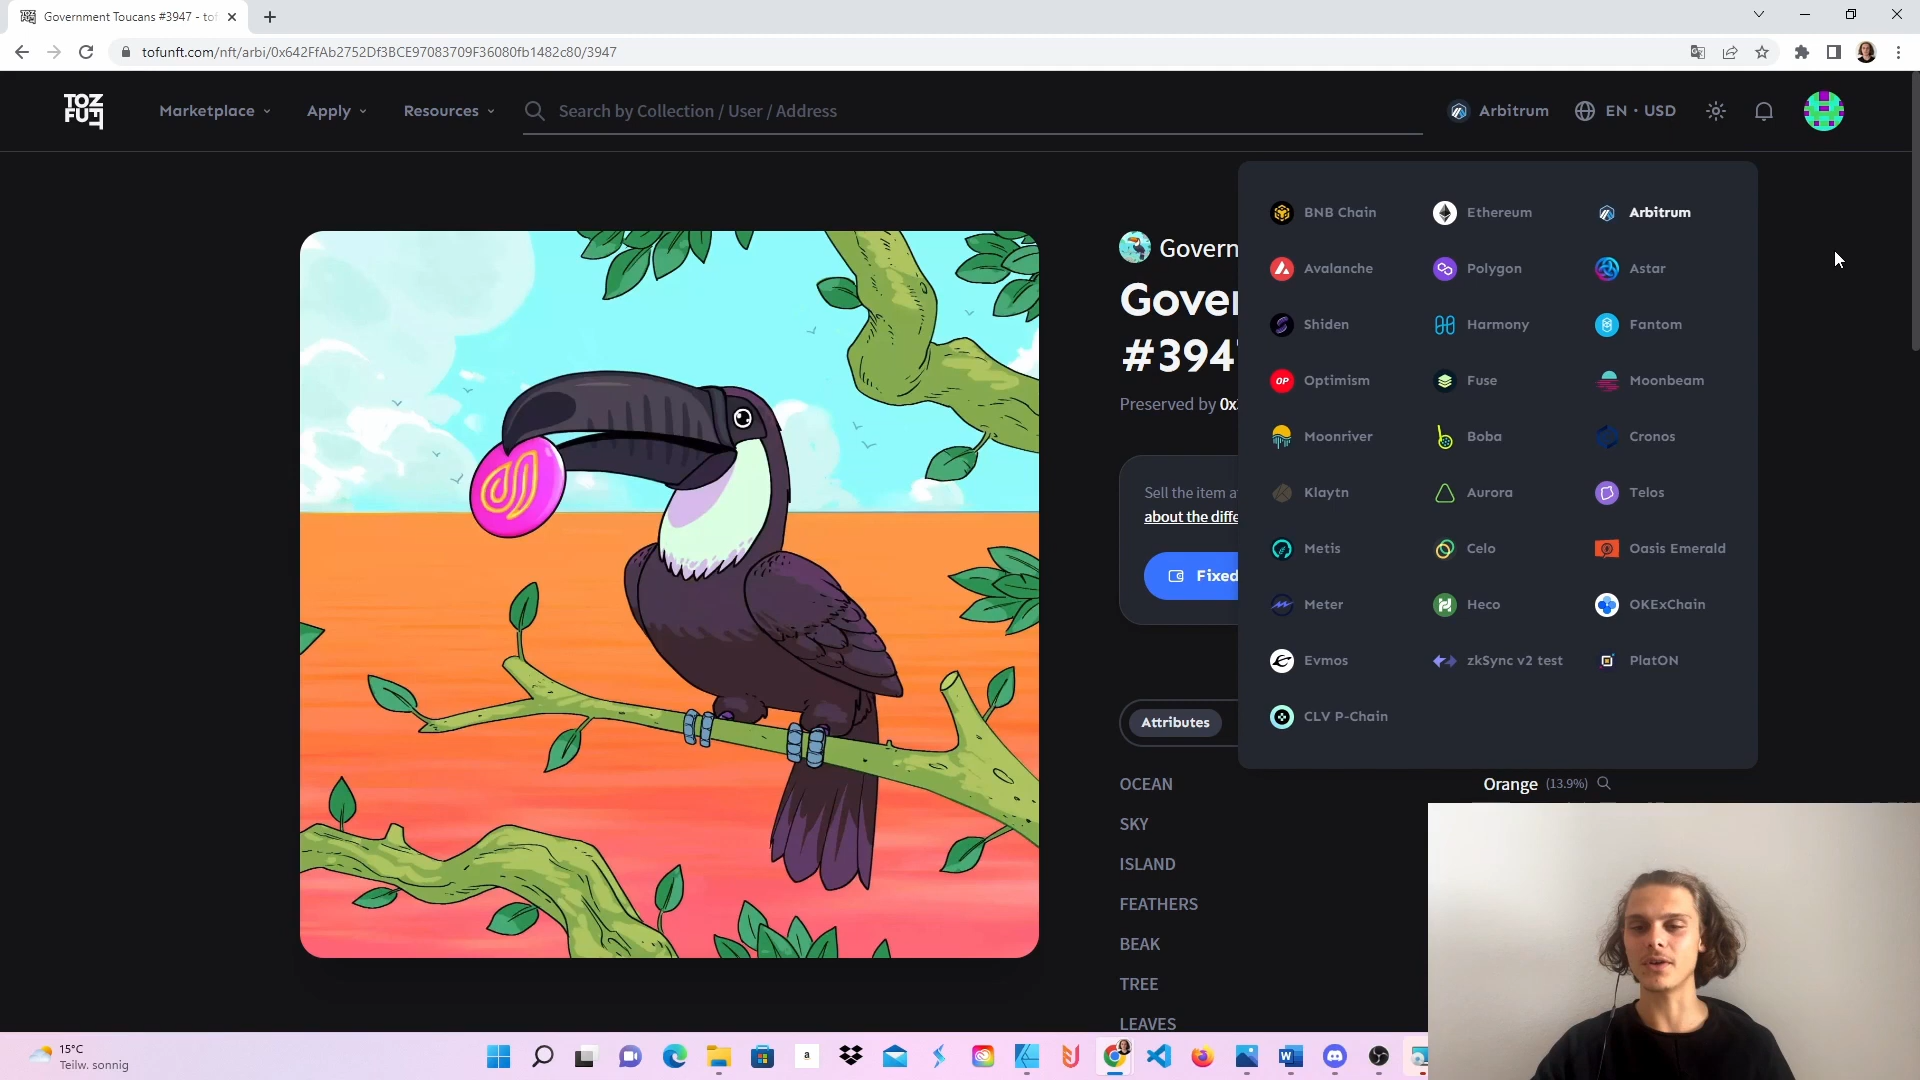 Government Toucans #3947 - tof
tofunft.com/nft/arbi/0x642FfAb2752Df3BCE97083709F36080fb1482c80/3947
TOZ
FUFT
Marketplace
Apply
Resources
Search by Collection / User / Address
Arbitrum
EN · USD
BNB Chain
Ethereum
Arbitrum
Avalanche
Polygon
Astar
Shiden
Harmony
Fantom
OP
Optimism
Fuse
Moonbeam
Moonriver
Boba
Cronos
Klaytn
Aurora
Telos
Metis
Celo
Oasis Emerald
Meter
Heco
OKExChain
Evmos
zkSync v2 test
PlatON
CLV P-Chain
Govern
Gover
#394
Preserved by 0x
Sell the item a
about the diffe
Fixed
Attributes
OCEAN
Orange (13.9%)
SKY
ISLAND
FEATHERS
BEAK
TREE
LEAVES
15°C
Teilw. sonnig